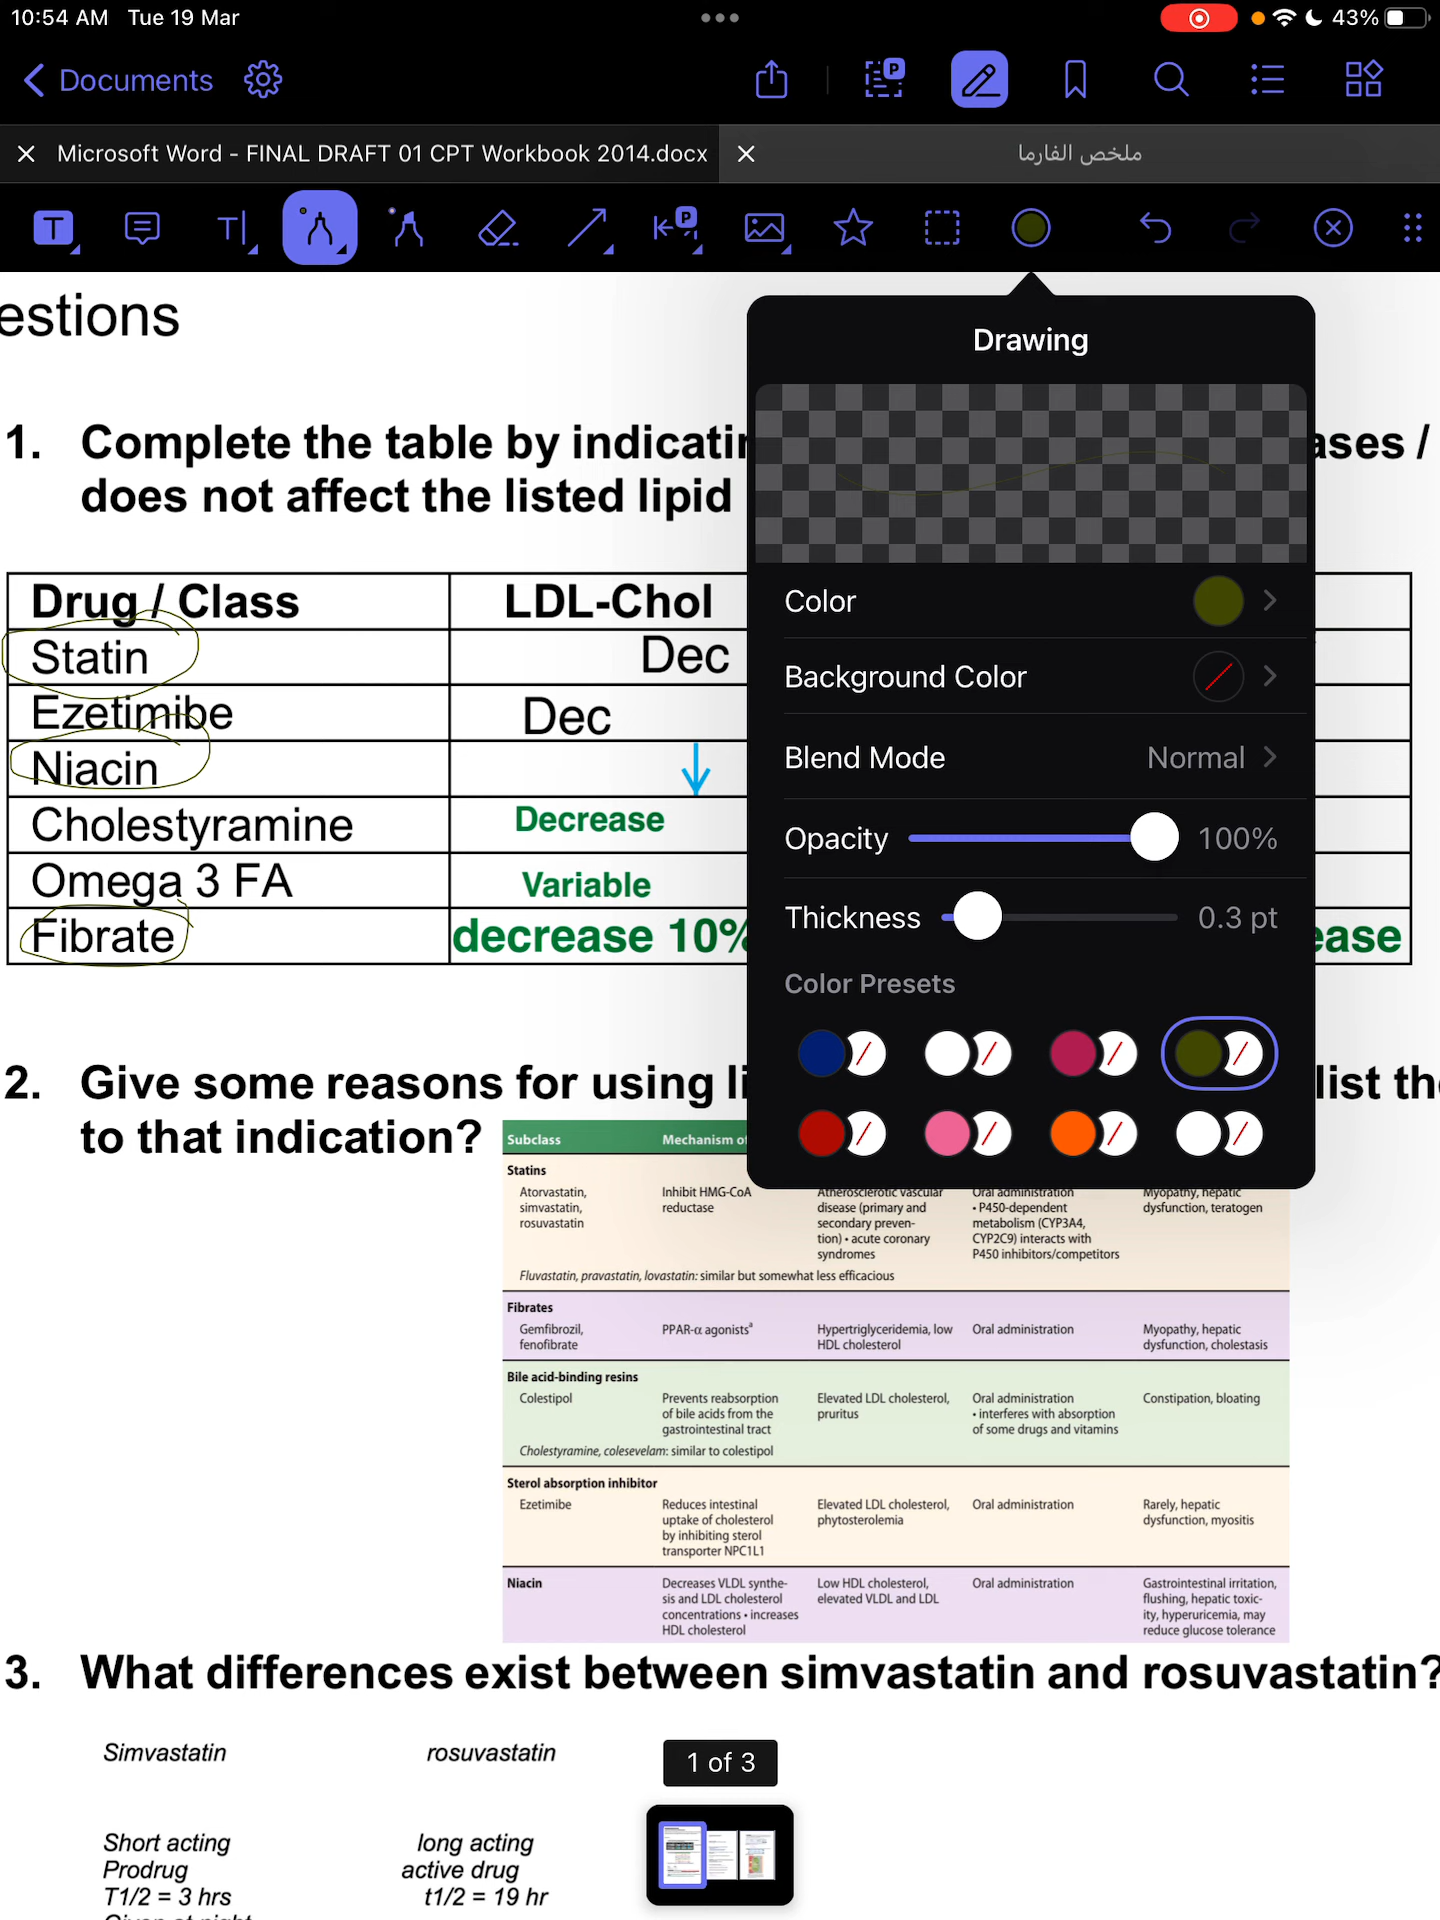 10:54 AM Tue 19 Mar
43%
Documents
Microsoft Word - FINAL DRAFT 01 CPT Workbook 2014.docx
ملخص الفارما
estions
Drawing
1. Complete the table by indicatin
ases /
does not affect the listed lipid
Drug / Class LDL-Chol
Statin Dec
Ezetimibe Dec
Niacin
Cholestyramine Decrease
Omega 3 FA Variable
Fibrate decrease 10%
ease
Color
Background Color
Blend Mode Normal
Opacity 100%
Thickness 0.3 pt
Color Presets
2. Give some reasons for using li
list th
to that indication?
Subclass Mechanism of
Statins
Atorvastatin, simvastatin, rosuvastatin
Inhibit HMG-CoA reductase
Atherosclerotic vascular disease (primary and secondary preven-
tion) • acute coronary syndromes
Oral administration
• P450-dependent metabolism (CYP3A4, CYP2C9) interacts with P450 inhibitors/competitors
Myopathy, hepatic dysfunction, teratogen
Fluvastatin, pravastatin, lovastatin: similar but somewhat less efficacious
Fibrates
Gemfibrozil, fenofibrate
PPAR-α agonistsª
Hypertriglyceridemia, low HDL cholesterol
Oral administration
Myopathy, hepatic dysfunction, cholestasis
Bile acid-binding resins
Colestipol
Prevents reabsorption of bile acids from the gastrointestinal tract
Elevated LDL cholesterol, pruritus
Oral administration
• interferes with absorption of some drugs and vitamins
Constipation, bloating
Cholestyramine, colesevelam: similar to colestipol
Sterol absorption inhibitor
Ezetimibe
Reduces intestinal uptake of cholesterol by inhibiting sterol transporter NPC1L1
Elevated LDL cholesterol, phytosterolemia
Oral administration
Rarely, hepatic dysfunction, myositis
Niacin
Decreases VLDL synthe-
sis and LDL cholesterol concentrations • increases HDL cholesterol
Low HDL cholesterol, elevated VLDL and LDL
Oral administration
Gastrointestinal irritation, flushing, hepatic toxic-
ity, hyperuricemia, may reduce glucose tolerance
3. What differences exist between simvastatin and rosuvastatin?
Simvastatin rosuvastatin
1 of 3
Short acting long acting
Prodrug active drug
T1/2 = 3 hrs t1/2 = 19 hr